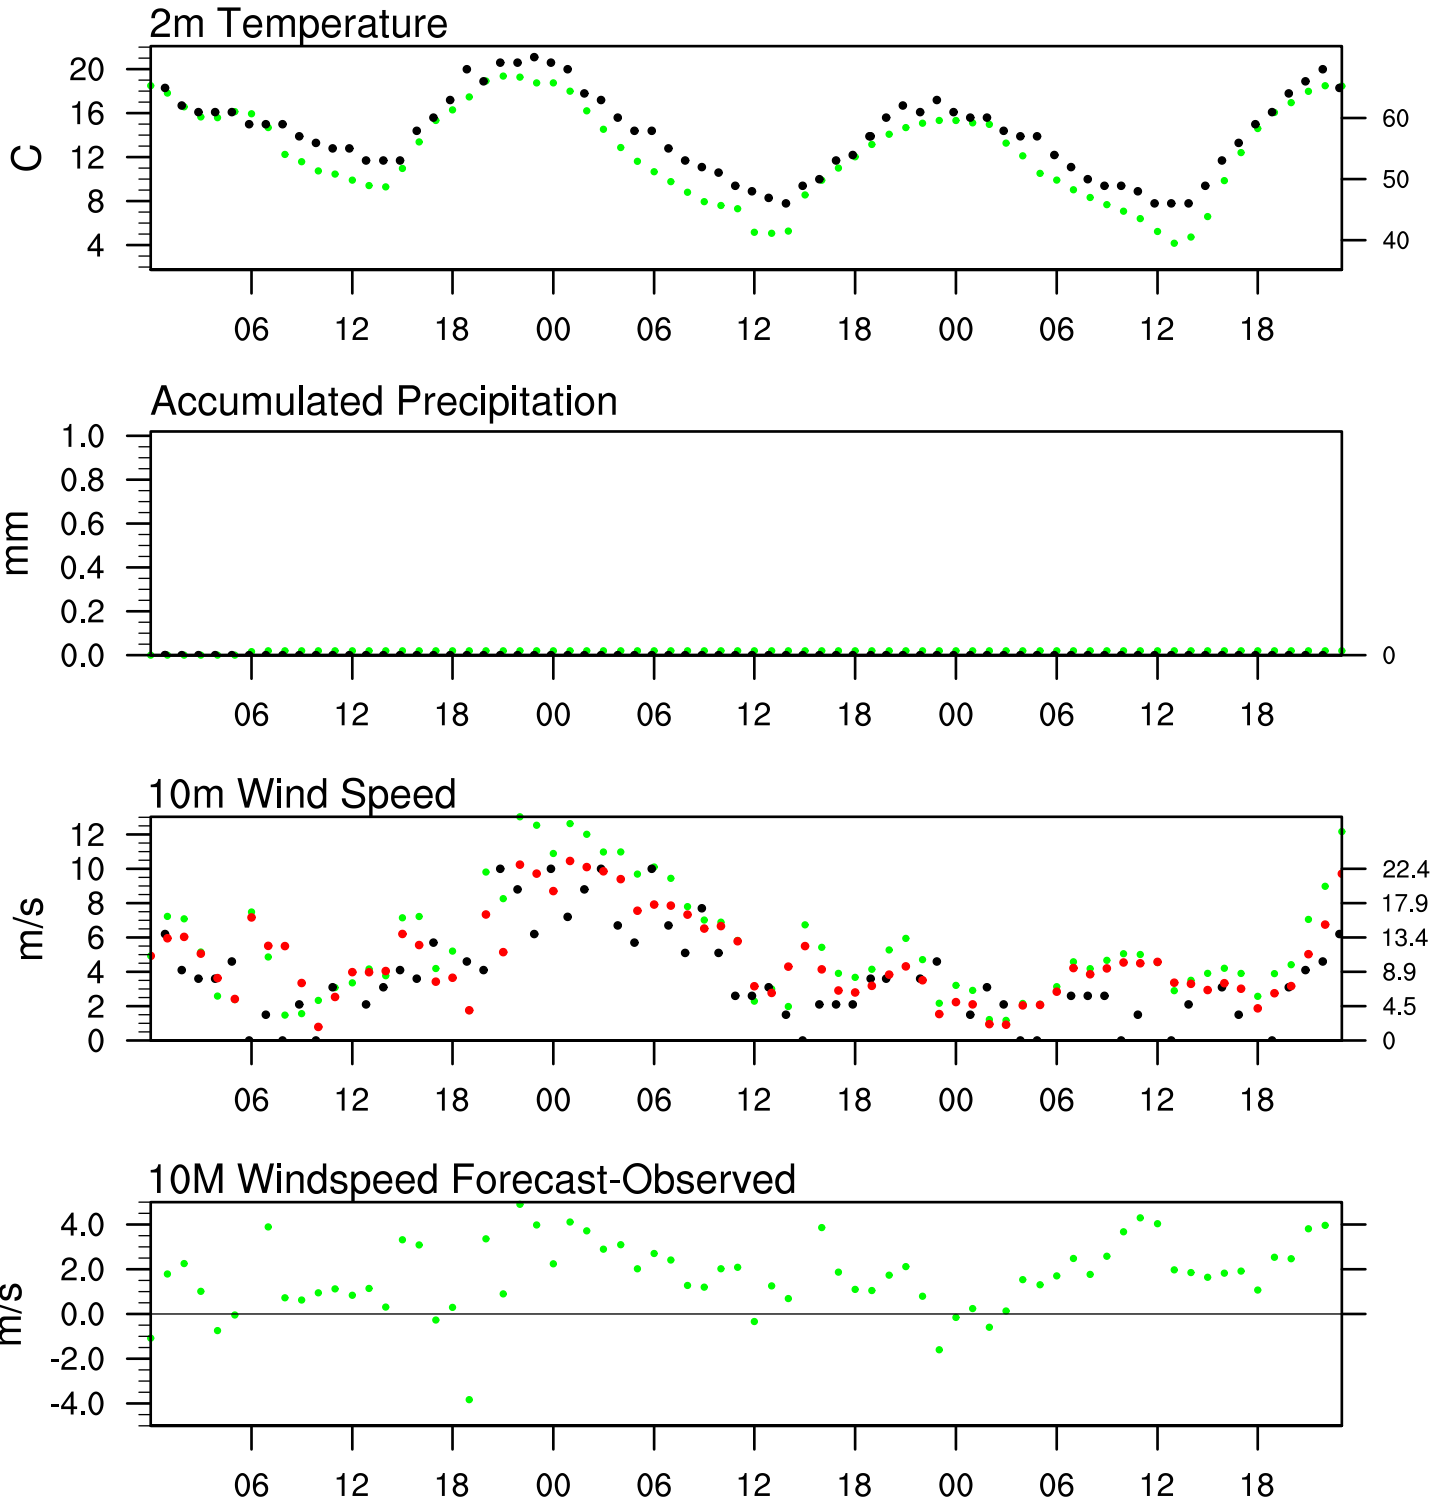 2m Temperature
20
16
12
8
4
C
60
50
40
06 12 18 00 06 12 18 00 06 12 18
Accumulated Precipitation
1.0
0.8
0.6
0.4
0.2
0.0
mm
0
06 12 18 00 06 12 18 00 06 12 18
10m Wind Speed
12
10
8
6
4
2
0
m/s
22.4
17.9
13.4
8.9
4.5
0
06 12 18 00 06 12 18 00 06 12 18
10M Windspeed Forecast-Observed
4.0
2.0
0.0
-2.0
-4.0
m/s
06 12 18 00 06 12 18 00 06 12 18